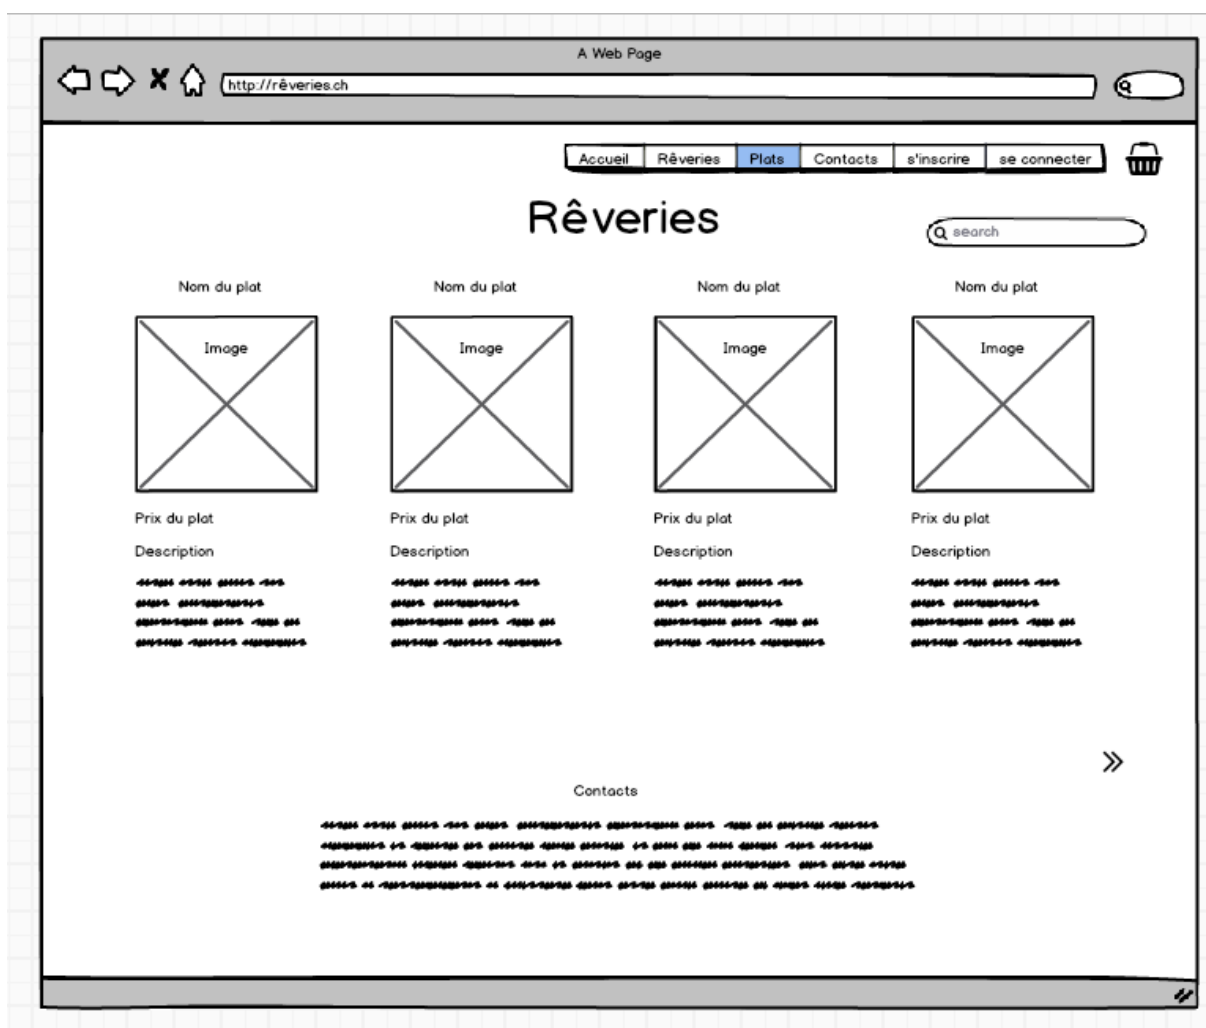 A Web Page
http://rêveries.ch
Accueil Rêveries Plats Contacts s'inscrire se connecter
Rêveries
search
Nom du plat Nom du plat Nom du plat Nom du plat
Image Image Image Image
Prix du plat Prix du plat Prix du plat Prix du plat
Description Description Description Description
Contacts